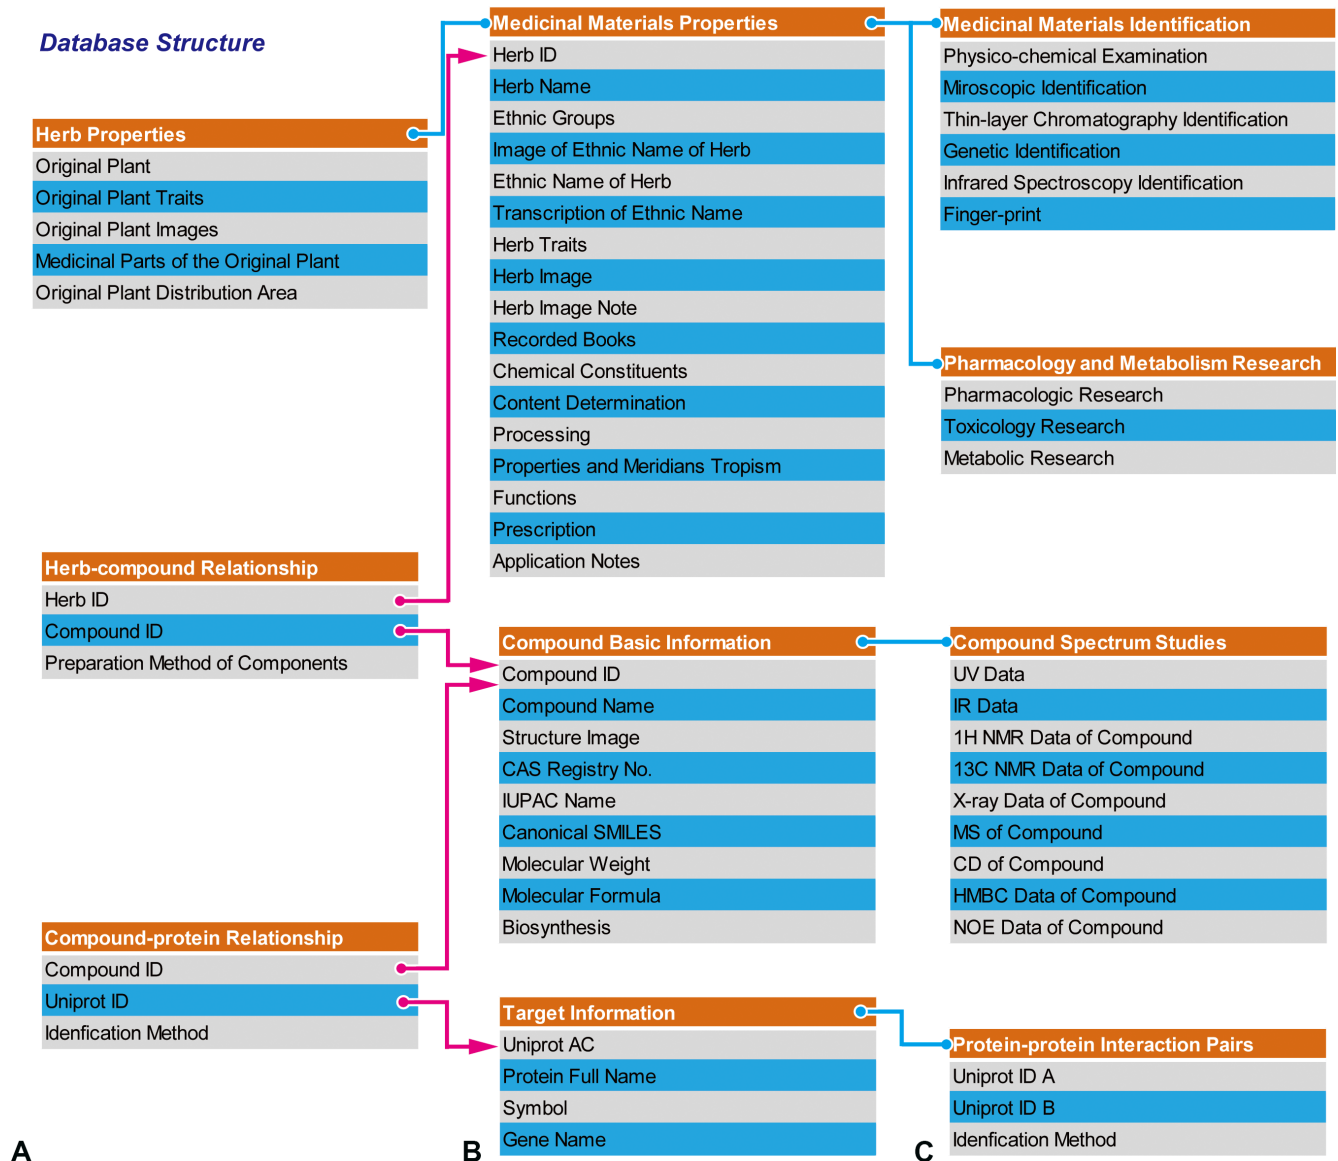 Database Structure
Herb Properties
Original Plant
Original Plant Traits
Original Plant Images
Medicinal Parts of the Original Plant
Original Plant Distribution Area
Herb-compound Relationship
Herb ID
Compound ID
Preparation Method of Components
Compound-protein Relationship
Compound ID
Uniprot ID
Idenfication Method
A
Medicinal Materials Properties
Herb ID
Herb Name
Ethnic Groups
Image of Ethnic Name of Herb
Ethnic Name of Herb
Transcription of Ethnic Name
Herb Traits
Herb Image
Herb Image Note
Recorded Books
Chemical Constituents
Content Determination
Processing
Properties and Meridians Tropism
Functions
Prescription
Application Notes
Compound Basic Information
Compound ID
Compound Name
Structure Image
CAS Registry No.
IUPAC Name
Canonical SMILES
Molecular Weight
Molecular Formula
Biosynthesis
Target Information
Uniprot AC
Protein Full Name
Symbol
Gene Name
B
Medicinal Materials Identification
Physico-chemical Examination
Miroscopic Identification
Thin-layer Chromatography Identification
Genetic Identification
Infrared Spectroscopy Identification
Finger-print
Pharmacology and Metabolism Research
Pharmacologic Research
Toxicology Research
Metabolic Research
Compound Spectrum Studies
UV Data
IR Data
1H NMR Data of Compound
13C NMR Data of Compound
X-ray Data of Compound
MS of Compound
CD of Compound
HMBC Data of Compound
NOE Data of Compound
Protein-protein Interaction Pairs
Uniprot ID A
Uniprot ID B
Idenfication Method
C